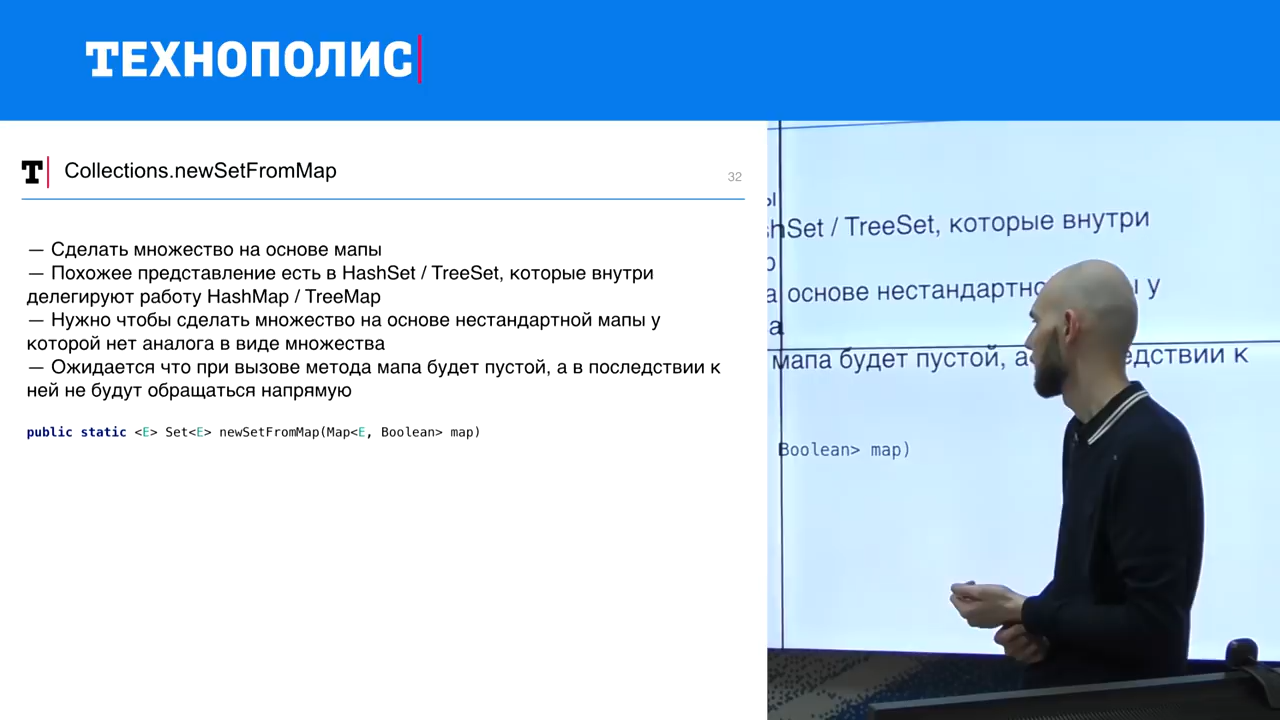 ТЕХНОПОЛИС
T
Collections.newSetFromMap
32
— Сделать множество на основе мапы
— Похожее представление есть в HashSet / TreeSet, которые внутри
делегируют работу HashMap / TreeMap
— Нужно чтобы сделать множество на основе нестандартной мапы у
которой нет аналога в виде множества
— Ожидается что при вызове метода мапа будет пустой, а в последствии к
ней не будут обращаться напрямую
public static <E> Set<E> newSetFromMap(Map<E, Boolean> map)
ы
shSet / TreeSet, которые внутри
р
а основе нестандартно ы у
а
мапа будет пустой, а едствии к
Boolean> map)